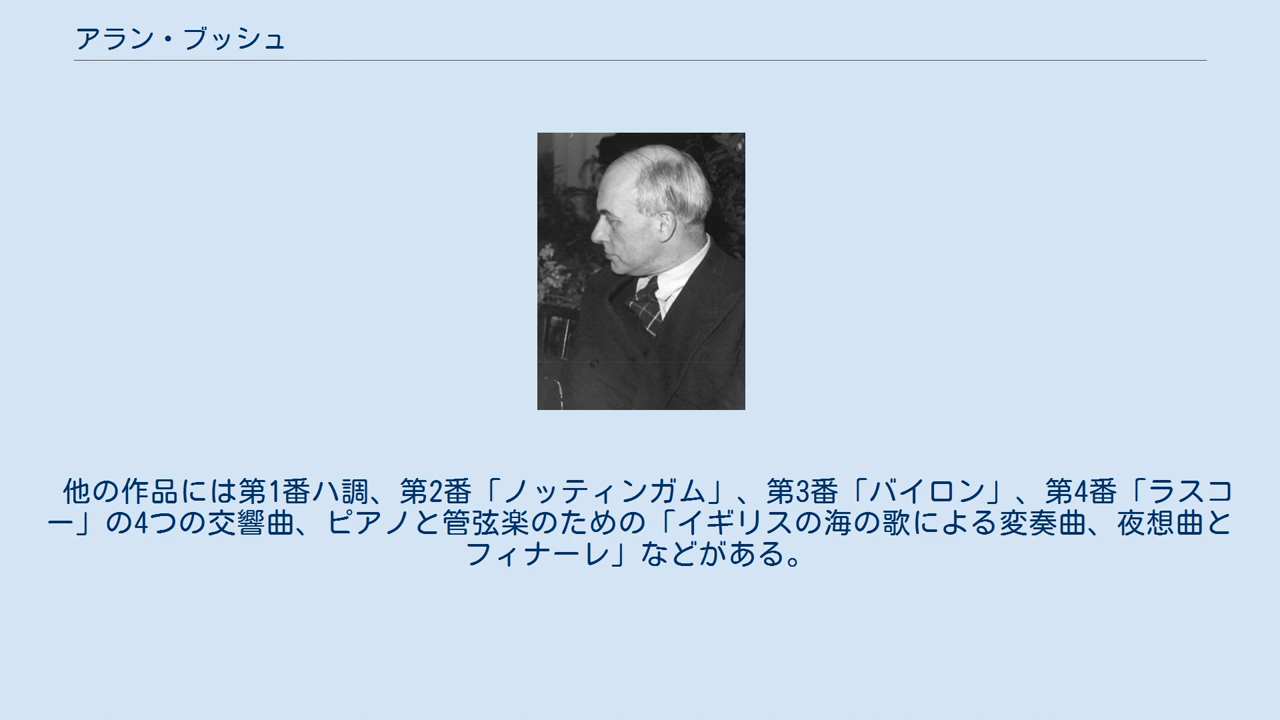 アラン・ブッシュ
他の作品には第1番ハ調、第2番「ノッティンガム」、第3番「バイロン」、第4番「ラスコ
ー」の4つの交響曲、ピアノと管弦楽のための「イギリスの海の歌による変奏曲、夜想曲と
フィナーレ」などがある。